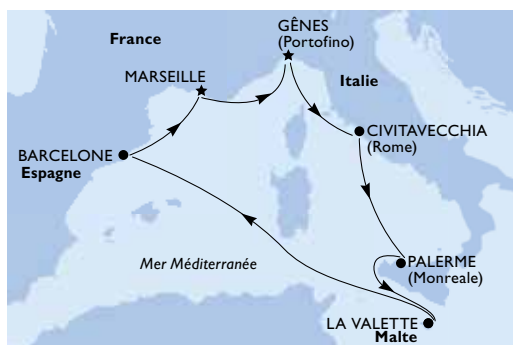 France
GÊNES
(Portofino)
MARSEILLE
Italie
CIVITAVECCHIA
(Rome)
BARCELONE
Espagne
PALERME
(Monreale)
Mer Méditerranée
LA VALETTE
Malte